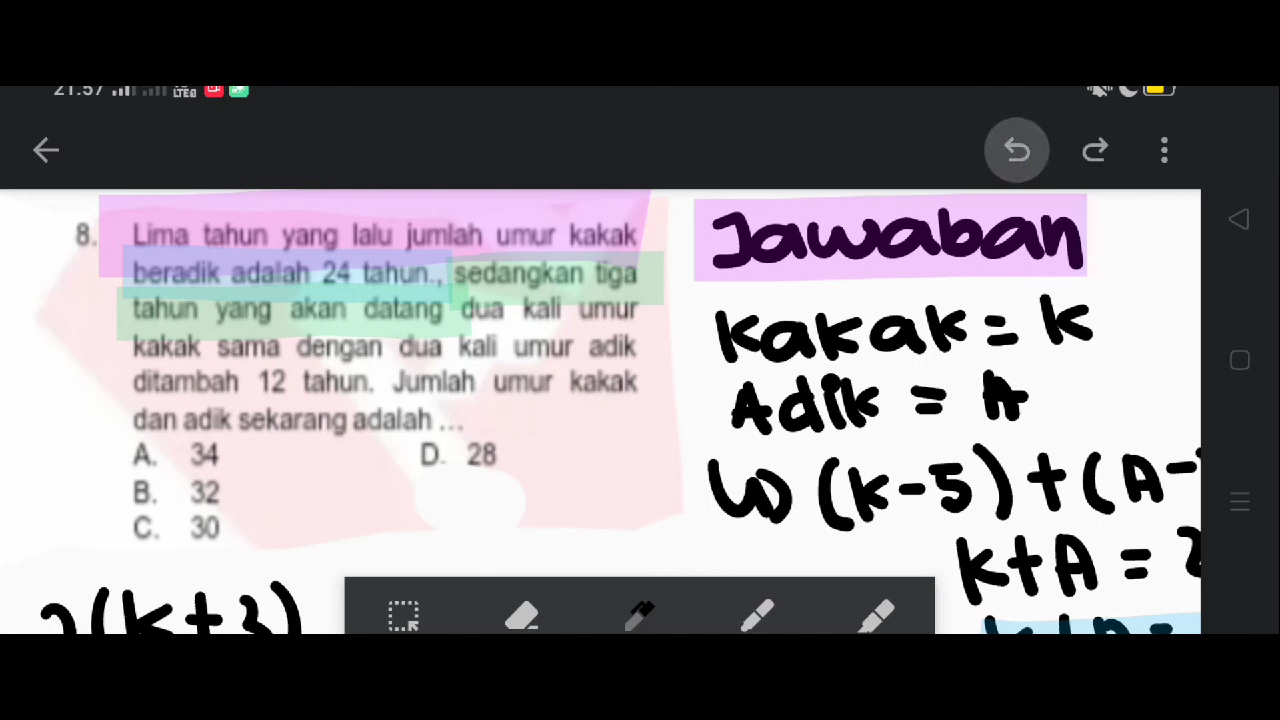 21.57
8. Lima tahun yang lalu jumlah umur kakak
beradik adalah 24 tahun., sedangkan tiga
tahun yang akan datang dua kali umur
kakak sama dengan dua kali umur adik
ditambah 12 tahun. Jumlah umur kakak
dan adik sekarang adalah ...
A. 34
D. 28
B. 32
C. 30
Jawaban
Kakak = k
Adik = A
(k-5)+(A-
k+A =
(k+3)